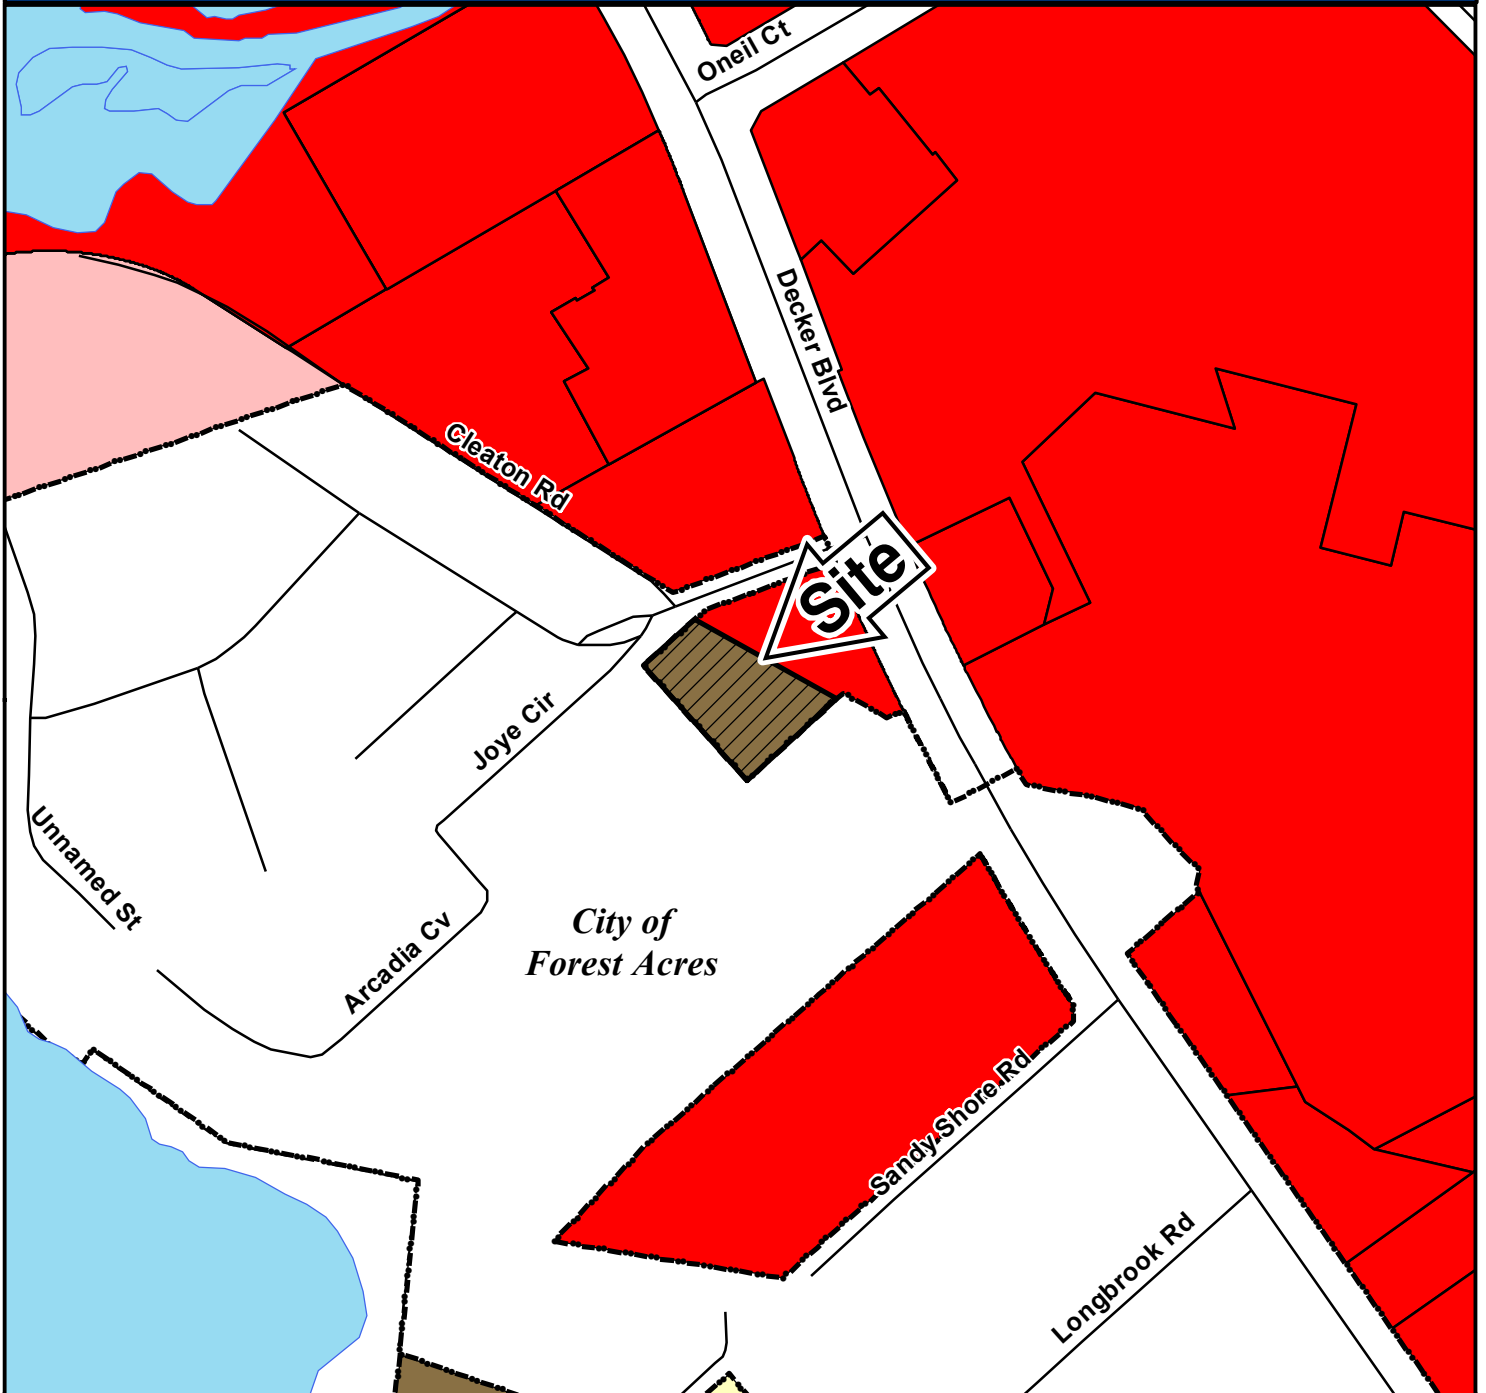 Oneil Ct
Decker Blvd
Cleaton Rd
Site
Joye Cir
Unnamed St
City of
Forest Acres
Arcadia Cv
Sandy Shore Rd
Longbrook Rd